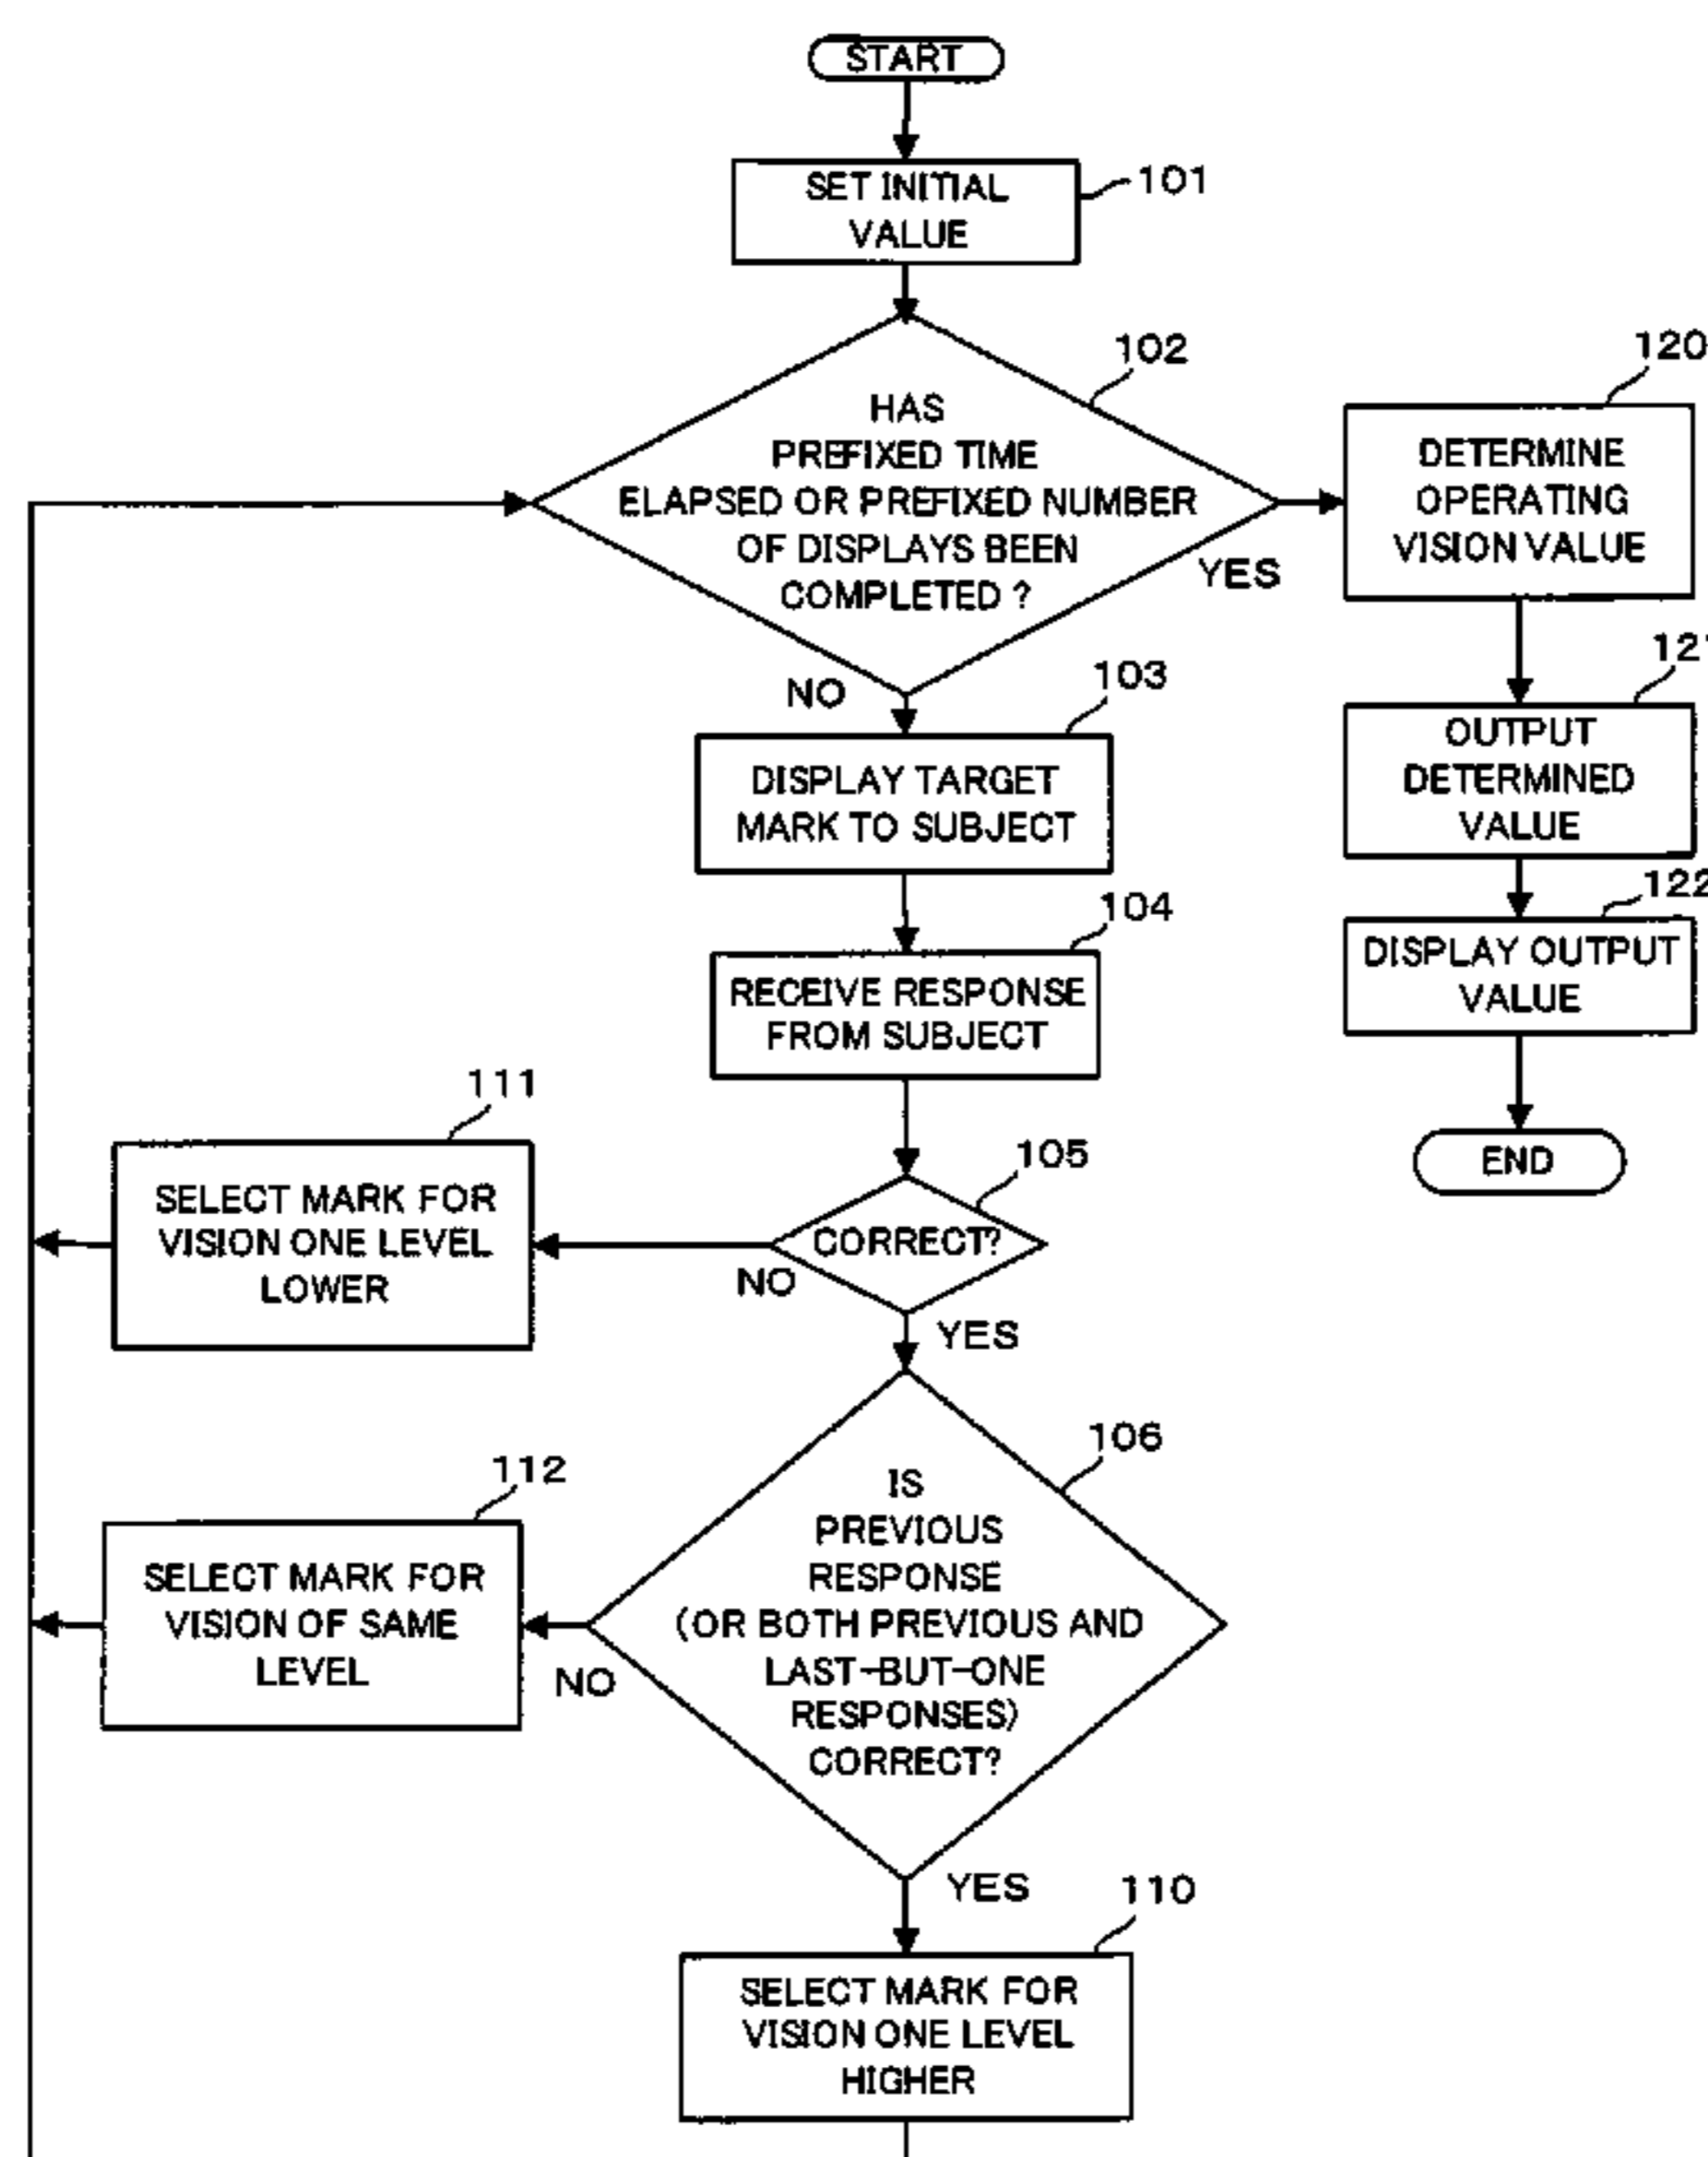 START
SET INITIAL
VALUE
101
HAS
PREFIXED TIME
ELAPSED OR PREFIXED NUMBER
OF DISPLAYS BEEN
COMPLETED ?
102
YES
NO
120
DETERMINE
OPERATING
VISION VALUE
OUTPUT
DETERMINED
VALUE
122
DISPLAY OUTPUT
VALUE
END
103
DISPLAY TARGET
MARK TO SUBJECT
104
RECEIVE RESPONSE
FROM SUBJECT
105
CORRECT?
NO
YES
111
SELECT MARK FOR
VISION ONE LEVEL
LOWER
106
IS
PREVIOUS
RESPONSE
(OR BOTH PREVIOUS AND
LAST-BUT-ONE
RESPONSES)
CORRECT?
NO
YES
112
SELECT MARK FOR
VISION OF SAME
LEVEL
110
SELECT MARK FOR
VISION ONE LEVEL
HIGHER